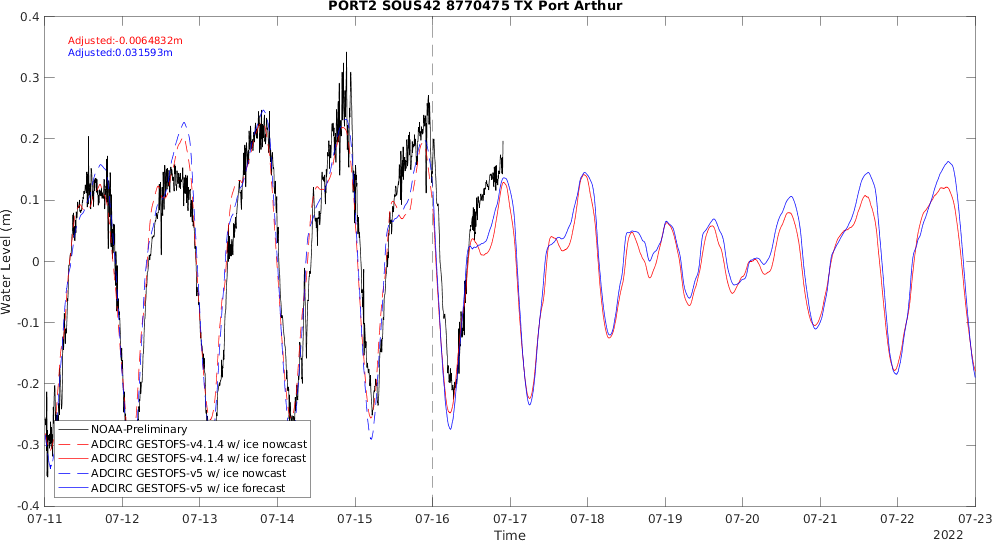 PORT2 SOUS42 8770475 TX Port Arthur
Adjusted:-0.0064832m
Adjusted:0.031593m
0.4
0.3
0.2
0.1
0
-0.1
-0.2
-0.3
-0.4
Water Level (m)
NOAA-Preliminary
ADCIRC GESTOFS-v4.1.4 w/ ice nowcast
ADCIRC GESTOFS-v4.1.4 w/ ice forecast
ADCIRC GESTOFS-v5 w/ ice nowcast
ADCIRC GESTOFS-v5 w/ ice forecast
07-11 07-12 07-13 07-14 07-15 07-16 07-17 07-18 07-19 07-20 07-21 07-22 07-23
Time
2022